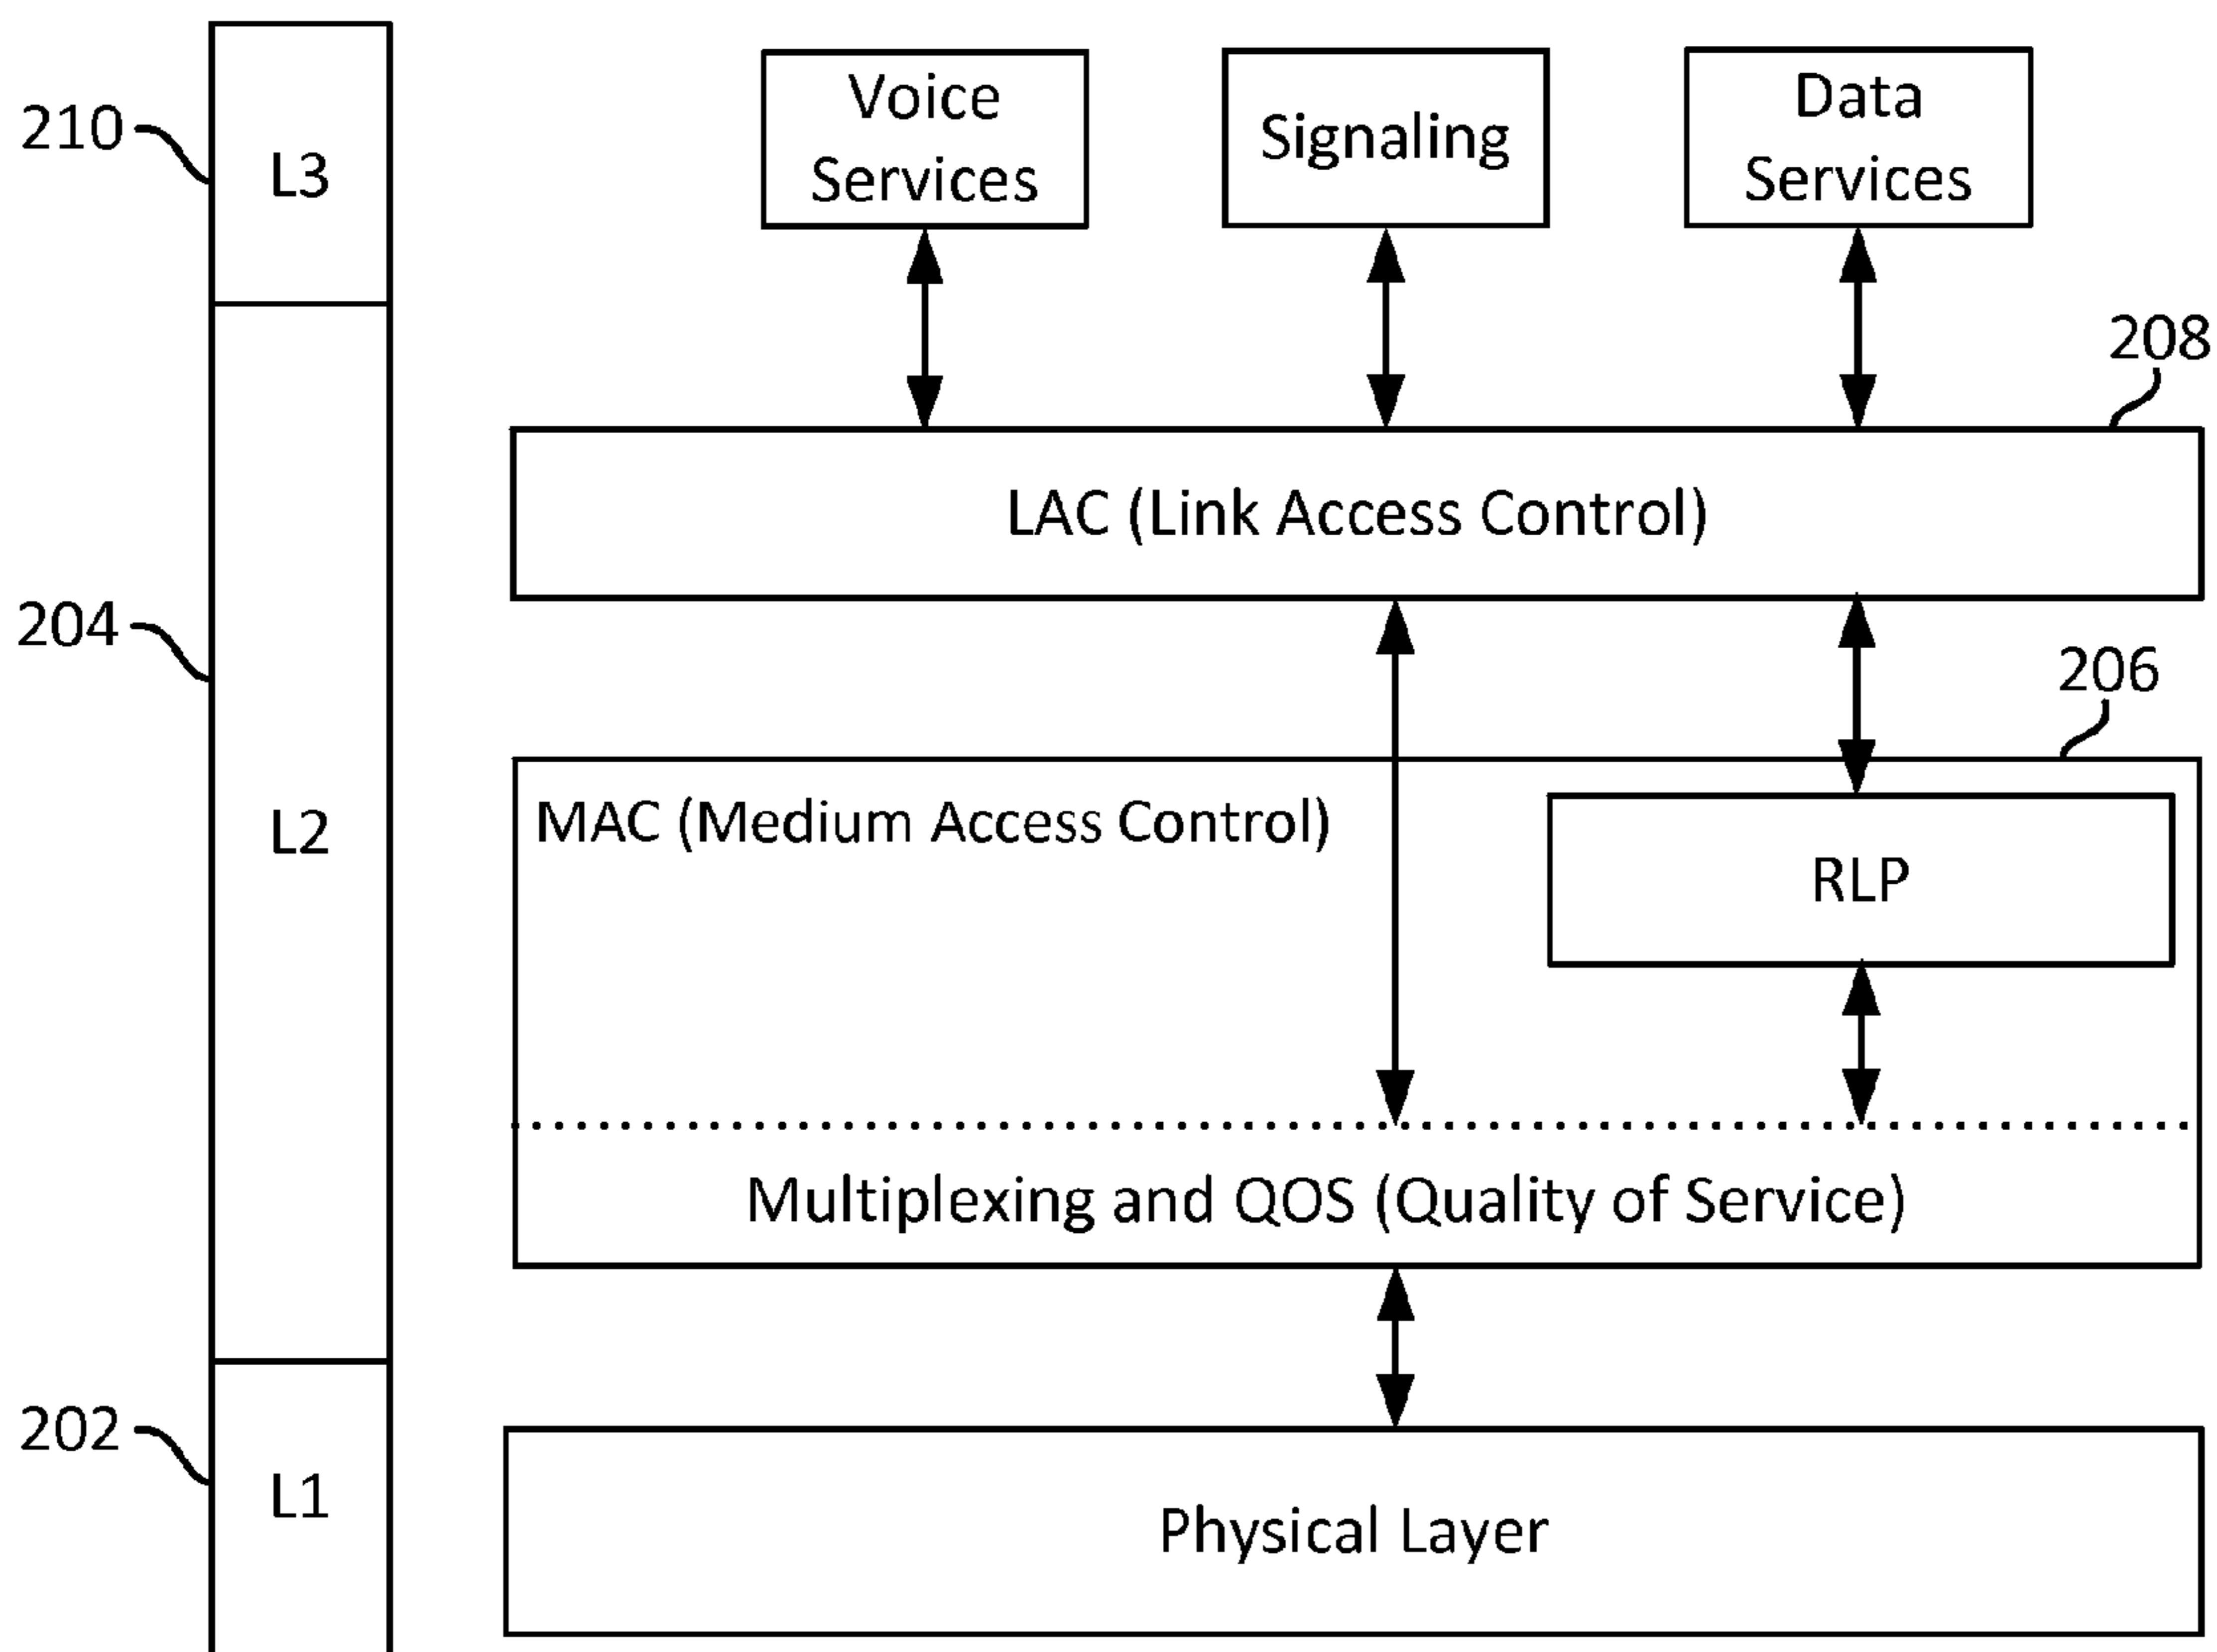 210
L3
Voice
Services
Signaling
Data
Services
208
LAC (Link Access Control)
204
206
L2
MAC (Medium Access Control)
RLP
Multiplexing and QOS (Quality of Service)
202
L1
Physical Layer